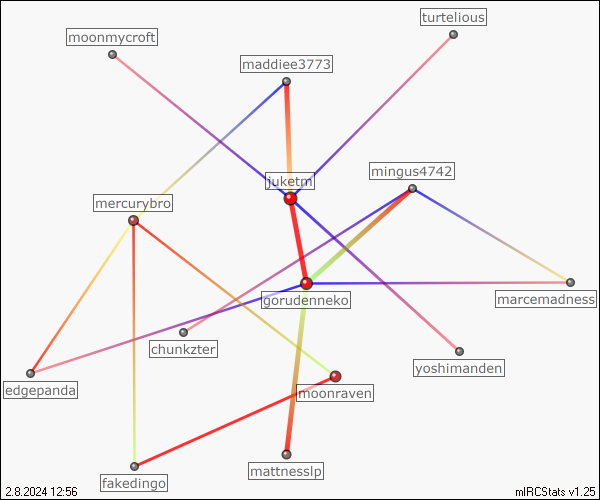 turtelious
moonmycroft
maddiee3773
mingus4742
juketm
mercurybro
gorudenneko
marcemadness
chunkzter
yoshimanden
edgepanda
moonraven
mattnesslp
fakedingo
2.8.2024 12:56
mIRCStats v1.25